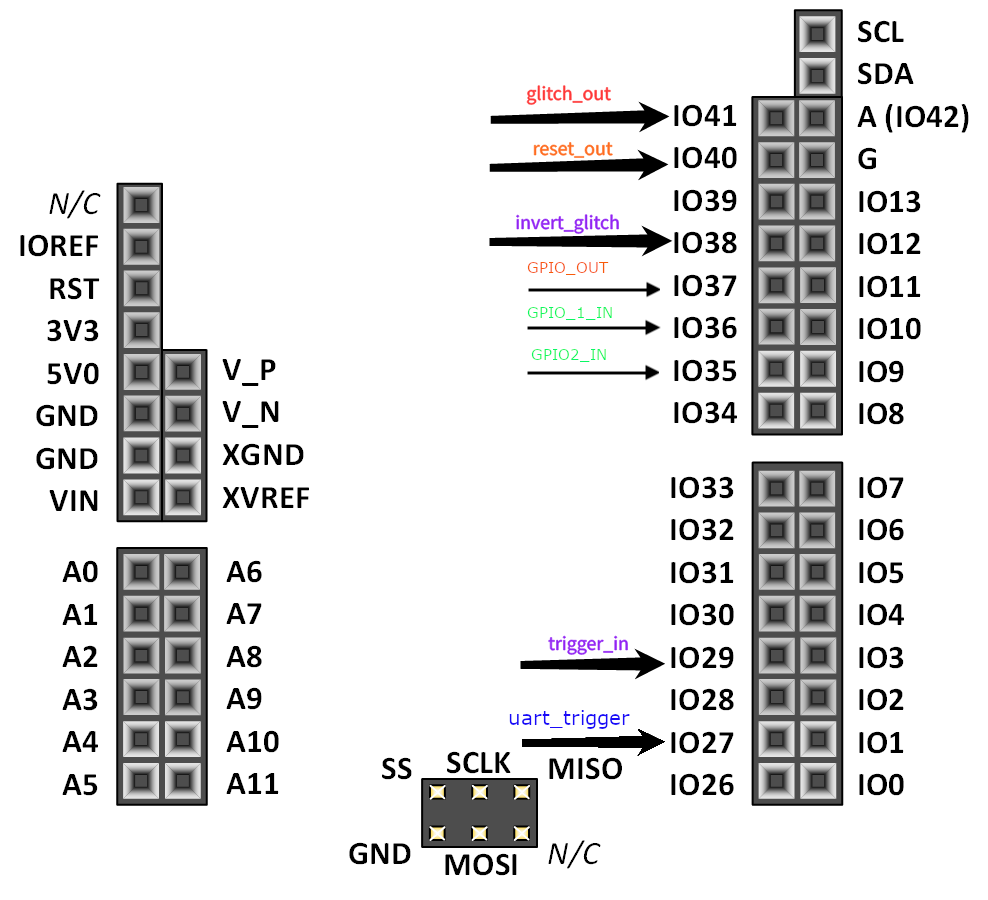 SCL
SDA
glitch_out
IO41
A (IO42)
reset_out
IO40
G
IO39
IO13
invert_glitch
IO38
IO12
GPIO_OUT
IO37
IO11
GPIO_1_IN
IO36
IO10
GPIO2_IN
IO35
IO9
IO34
IO8
N/C
IOREF
RST
3V3
5V0
V_P
GND
V_N
GND
XGND
VIN
XVREF
A0
A6
A1
A7
A2
A8
A3
A9
A4
A10
A5
A11
IO33
IO7
IO32
IO6
IO31
IO5
IO30
IO4
trigger_in
IO29
IO3
IO28
IO2
uart_trigger
IO27
IO1
IO26
IO0
SS
SCLK
MISO
GND
MOSI
N/C